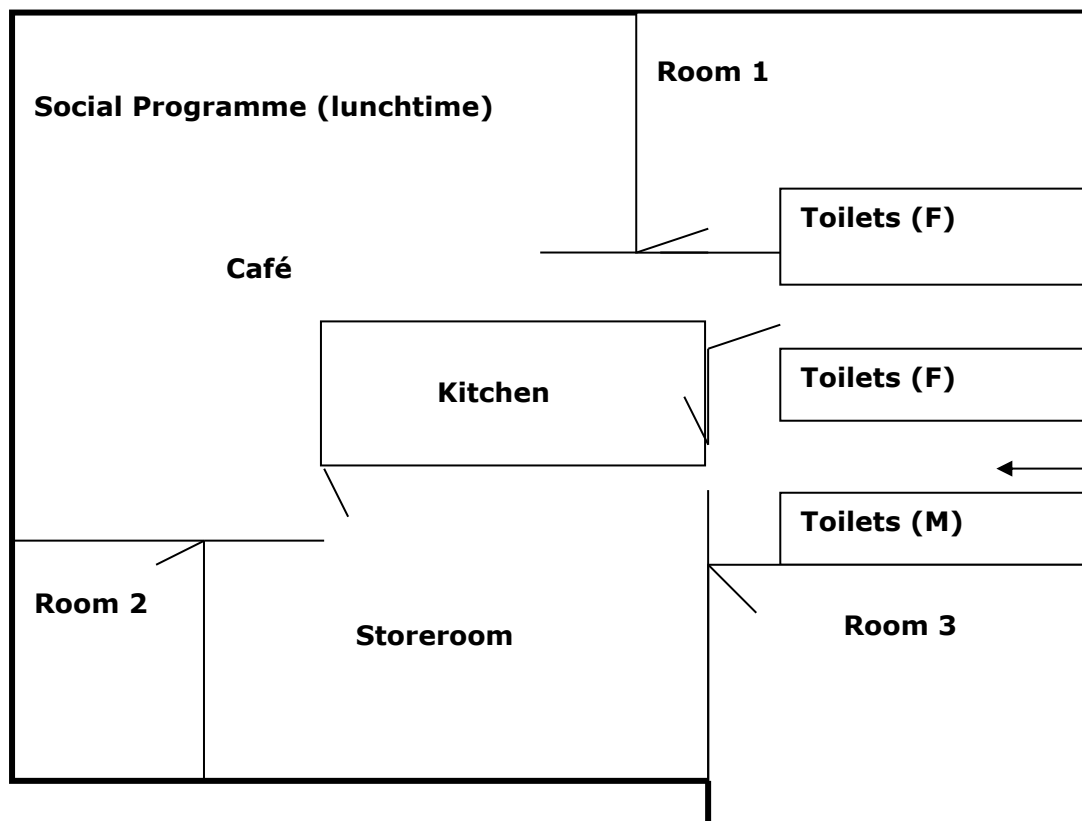 Room 1
Social Programme (lunchtime)
Toilets (F)
Café
Toilets (F)
Kitchen
Toilets (M)
Room 2
Room 3
Storeroom